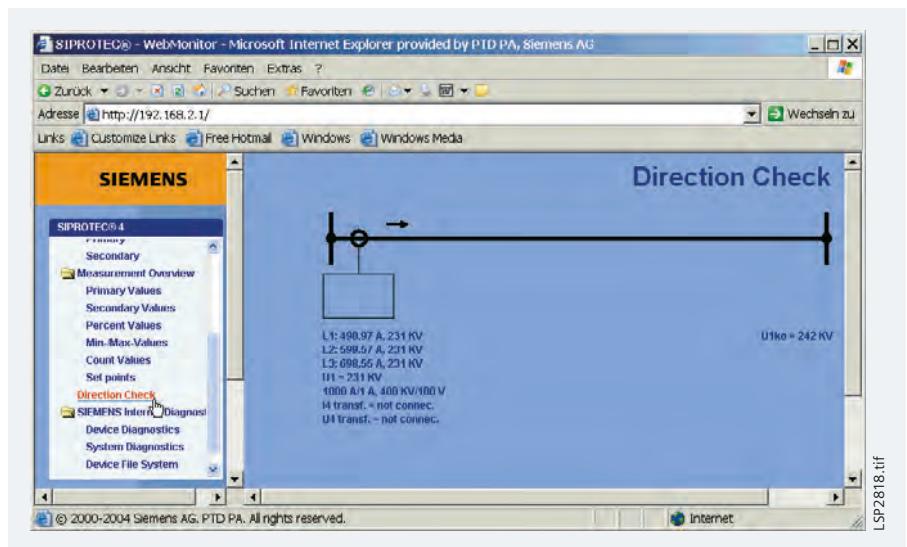 SIPROTEC® - WebMonitor - Microsoft Internet Explorer provided by PTD PA, Siemens AG
Datei Bearbeiten Ansicht Favoriten Extras ?
Zurück Suchen Favoriten
Adresse http://192.168.2.1/ Wechseln zu
Links Customize Links Free Hotmail Windows Windows Media
SIEMENS
SIPROTEC® 4
Primary
Secondary
Measurement Overview
Primary Values
Secondary Values
Percent Values
Min-Max-Values
Count Values
Set points
Direction Check
SIEMENS Intern Diagnost
Device Diagnostics
System Diagnostics
Device File System
Direction Check
L1: 498.97 A, 231 KV
L2: 598.57 A, 231 KV
L3: 698.55 A, 231 KV
U1 = 231 KV
1000 A/1 A, 400 KV/100 V
I4 transf. = not connec.
U4 transf. = not connec.
U1ko = 242 KV
© 2000-2004 Siemens AG. PTD PA. All rights reserved. Internet
LSP2818.tif